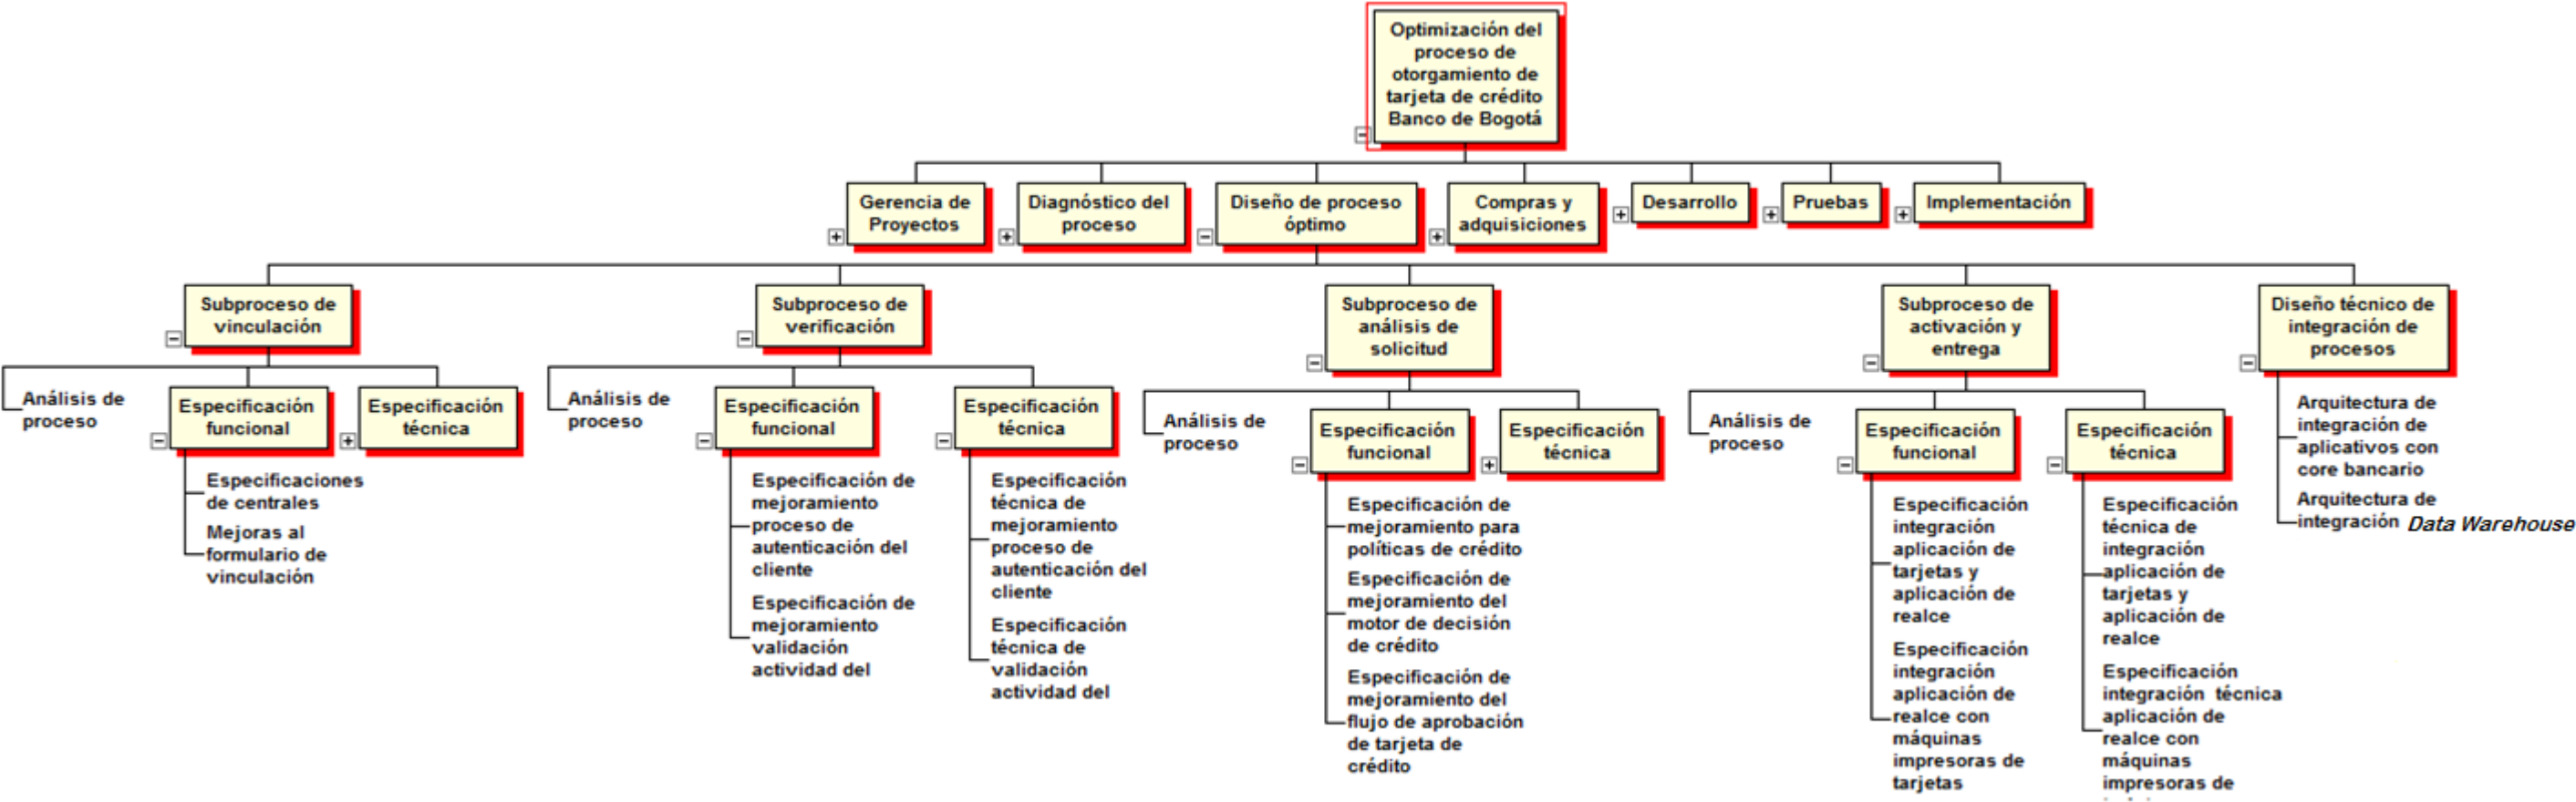 Optimización del
proceso de
otorgamiento de
tarjeta de crédito
Banco de Bogotá
Gerencia de
Proyectos
Diagnóstico del
proceso
Diseño de proceso
óptimo
Compras y
adquisiciones
Desarrollo
Pruebas
Implementación
Subproceso de
vinculación
Subproceso de
verificación
Subproceso de
análisis de
solicitud
Subproceso de
activación y
entrega
Diseño técnico de
integración de
procesos
Análisis de
proceso
Especificación
funcional
Especificación
técnica
Especificaciones
de centrales
Mejoras al
formulario de
vinculación
Análisis de
proceso
Especificación
funcional
Especificación
técnica
Especificación de
mejoramiento
proceso de
autenticación del
cliente
Especificación de
mejoramiento
validación
actividad del
Especificación
técnica de
mejoramiento
proceso de
autenticación del
cliente
Especificación
técnica de
validación
actividad del
Análisis de
proceso
Especificación
funcional
Especificación
técnica
Especificación de
mejoramiento para
políticas de crédito
Especificación de
mejoramiento del
motor de decisión
de crédito
Especificación de
mejoramiento del
flujo de aprobación
de tarjeta de
crédito
Análisis de
proceso
Especificación
funcional
Especificación
técnica
Especificación
integración
aplicación de
tarjetas y
aplicación de
realce
Especificación
integración
aplicación de
realce con
máquinas
impresoras de
tarjetas
Especificación
técnica de
integración
aplicación de
tarjetas y
aplicación de
realce
Especificación
integración técnica
aplicación de
realce con
máquinas
impresoras de
Arquitectura de
integración de
aplicativos con
core bancario
Arquitectura de
integración Data Warehouse